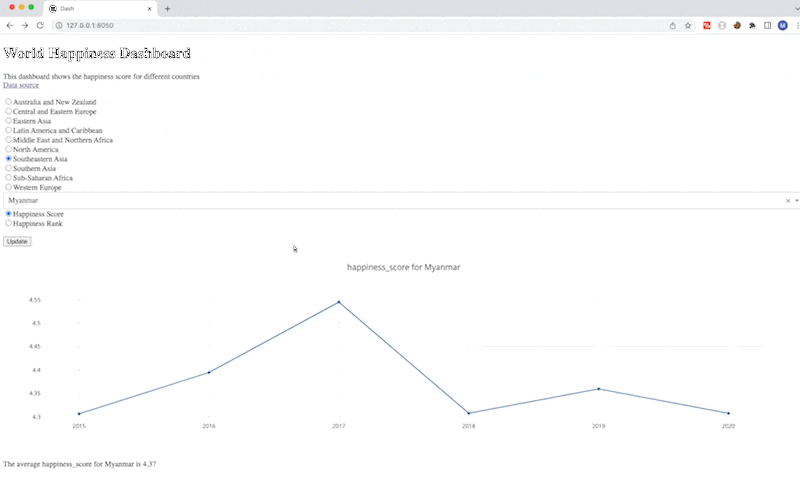 Dash
127.0.0.1:8050
M
World Happiness Dashboard
This dashboard shows the happiness score for different countries
Data source
Australia and New Zealand
Central and Eastern Europe
Eastern Asia
Latin America and Caribbean
Middle East and Northern Africa
North America
Southeastern Asia
Southern Asia
Sub-Saharan Africa
Western Europe
Myanmar
Happiness Score
Happiness Rank
Update
happiness_score for Myanmar
4.55
4.5
4.45
4.4
4.35
4.3
2015 2016 2017 2018 2019 2020
The average happiness_score for Myanmar is 4.37